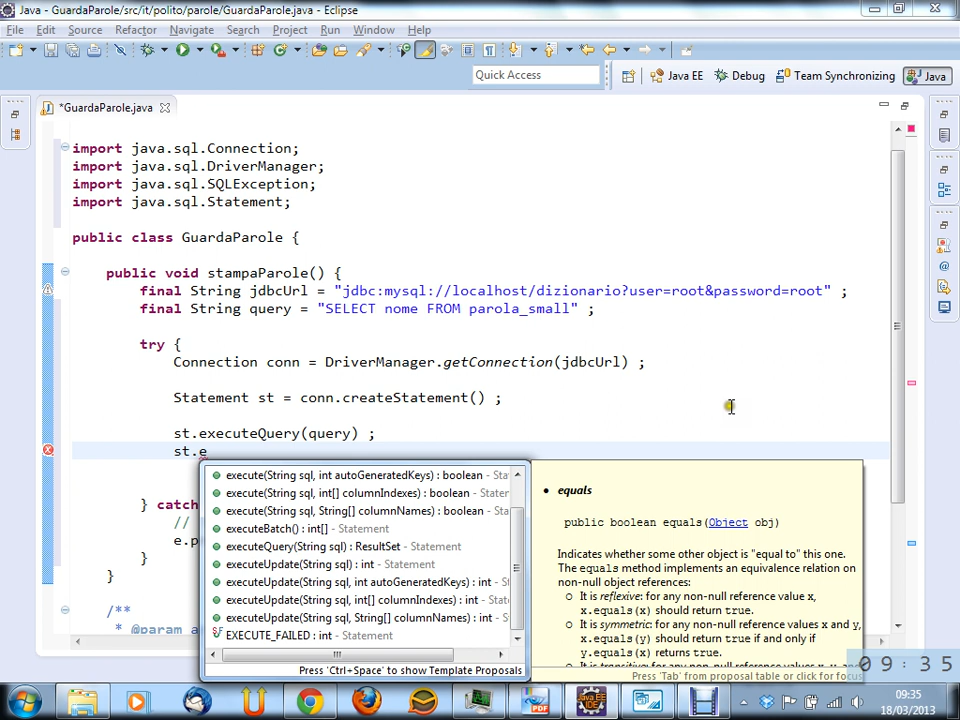 Java - GuardaParole/src/it/polito/parole/GuardaParole.java - Eclipse
File Edit Source Refactor Navigate Search Project Run Window Help
Quick Access Java EE Debug Team Synchronizing Java
*GuardaParole.java
import java.sql.Connection;
import java.sql.DriverManager;
import java.sql.SQLException;
import java.sql.Statement;
public class GuardaParole {
public void stampaParole() {
final String jdbcUrl = "jdbc:mysql://localhost/dizionario?user=root&password=root" ;
final String query = "SELECT nome FROM parola_small" ;
try {
Connection conn = DriverManager.getConnection(jdbcUrl) ;
Statement st = conn.createStatement() ;
st.executeQuery(query) ;
st.e
} catch
//
e.p
}
}
/**
* @param a
execute(String sql, int autoGeneratedKeys) : boolean - Sta
execute(String sql, int[] columnIndexes) : boolean - Stater
execute(String sql, String[] columnNames) : boolean - Sta
executeBatch() : int[] - Statement
executeQuery(String sql) : ResultSet - Statement
executeUpdate(String sql) : int - Statement
executeUpdate(String sql, int autoGeneratedKeys) : int - S
executeUpdate(String sql, int[] columnIndexes) : int - Sta
executeUpdate(String sql, String[] columnNames) : int - S
EXECUTE_FAILED : int - Statement
Press 'Ctrl+Space' to show Template Proposals
equals
public boolean equals(Object obj)
Indicates whether some other object is "equal to" this one.
The equals method implements an equivalence relation on
non-null object references:
It is reflexive: for any non-null reference value x,
x.equals(x) should return true.
It is symmetric: for any non-null reference values x and y,
x.equals(y) should return true if and only if
y.equals(x) returns true.
Press 'Tab' from proposal table or click for focus
09:35
09:35
18/03/2013